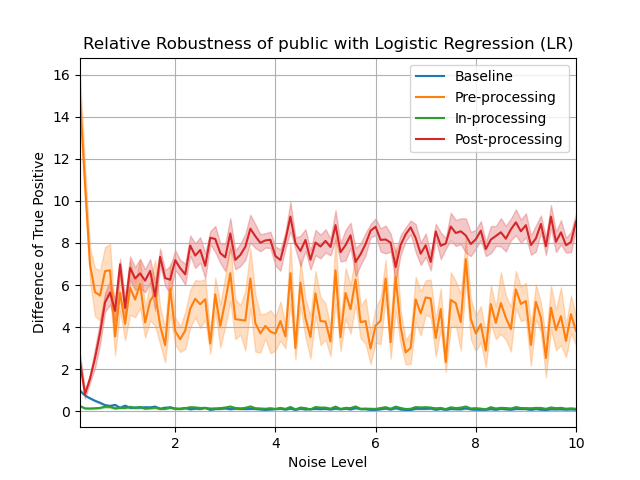 Relative Robustness of public with Logistic Regression (LR)
16
14
12
10
8
6
4
2
0
Difference of True Positive
Baseline
Pre-processing
In-processing
Post-processing
2
4
6
8
10
Noise Level